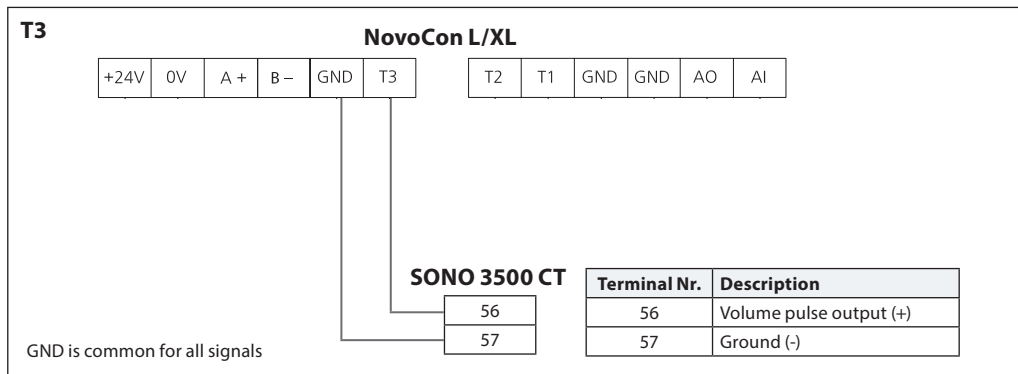 T3
NovoCon L/XL
+24V 0V A + B – GND T3 T2 T1 GND GND AO AI
SONO 3500 CT
56
57
Terminal Nr. Description
56 Volume pulse output (+)
57 Ground (-)
GND is common for all signals